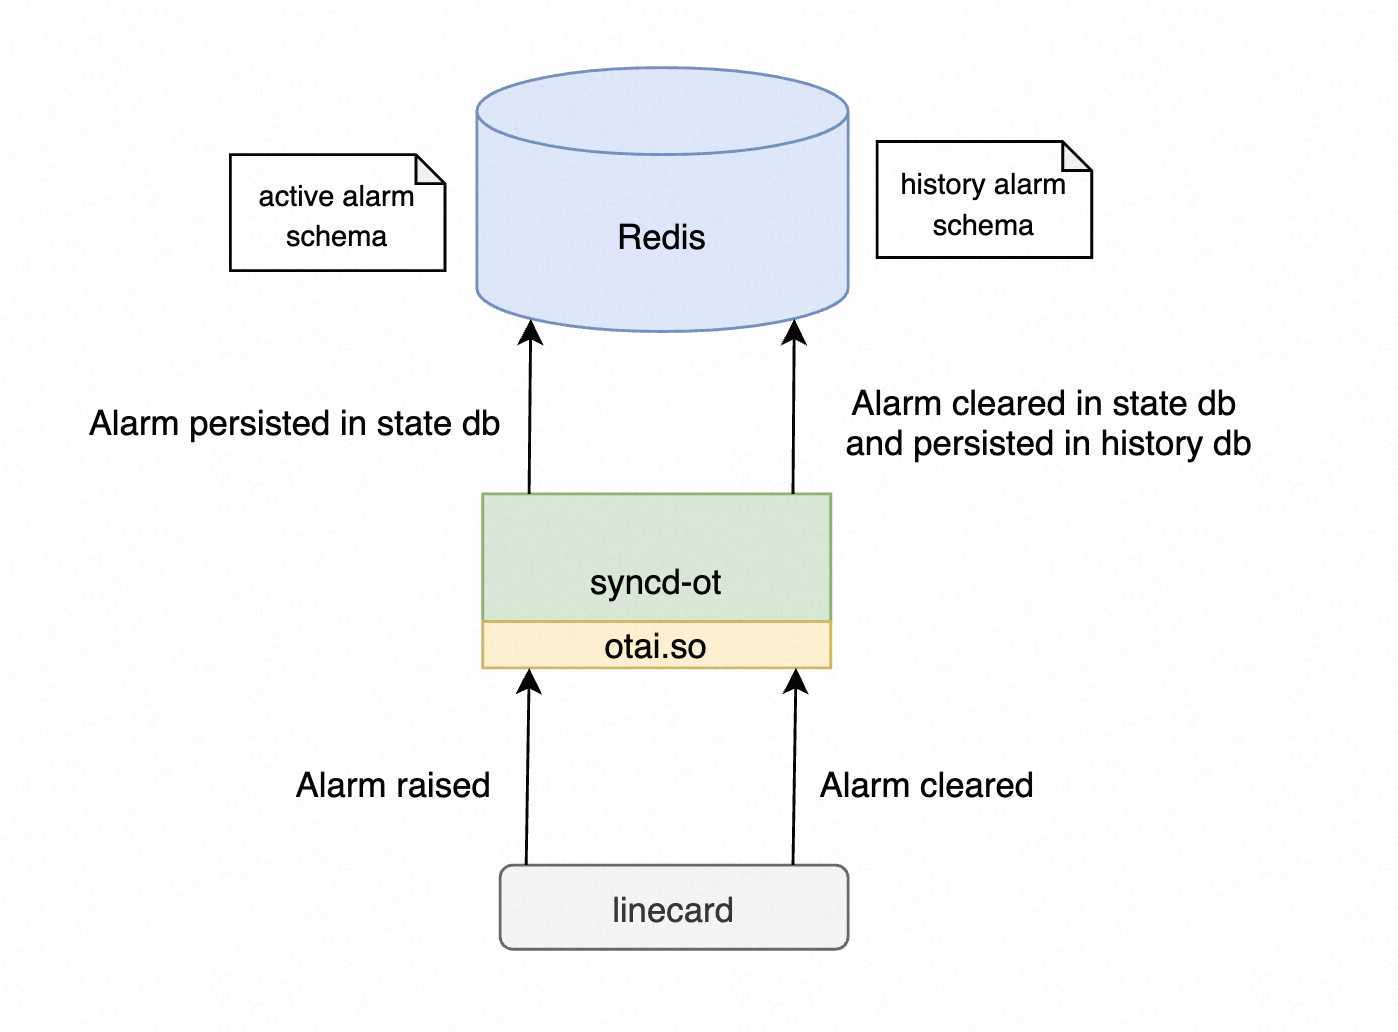 active alarm
schema
Redis
history alarm
schema
Alarm persisted in state db
Alarm cleared in state db
and persisted in history db
syncd-ot
otai.so
Alarm raised
Alarm cleared
linecard